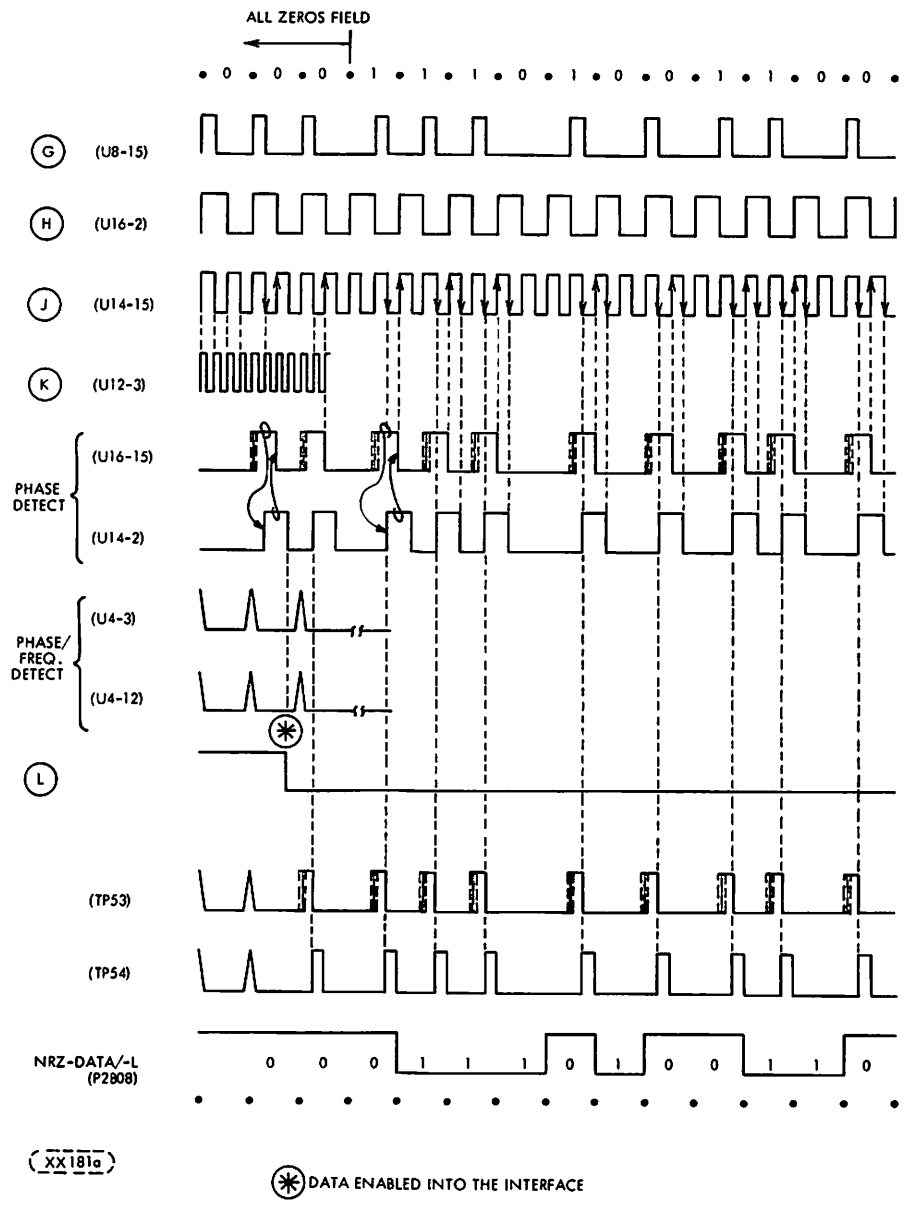 ALL ZEROS FIELD
0 0 0 1 1 1 0 1 0 0 1 1 0 0
G (U8-15)
H (U16-2)
J (U14-15)
K (U12-3)
PHASE DETECT
(U16-15)
(U14-2)
PHASE/ FREQ. DETECT
(U4-3)
(U4-12)
L
(TP53)
(TP54)
NRZ-DATA/-L
(P2B08)
0 0 0 1 1 1 0 1 0 0 1 1 0
XX181a
DATA ENABLED INTO THE INTERFACE